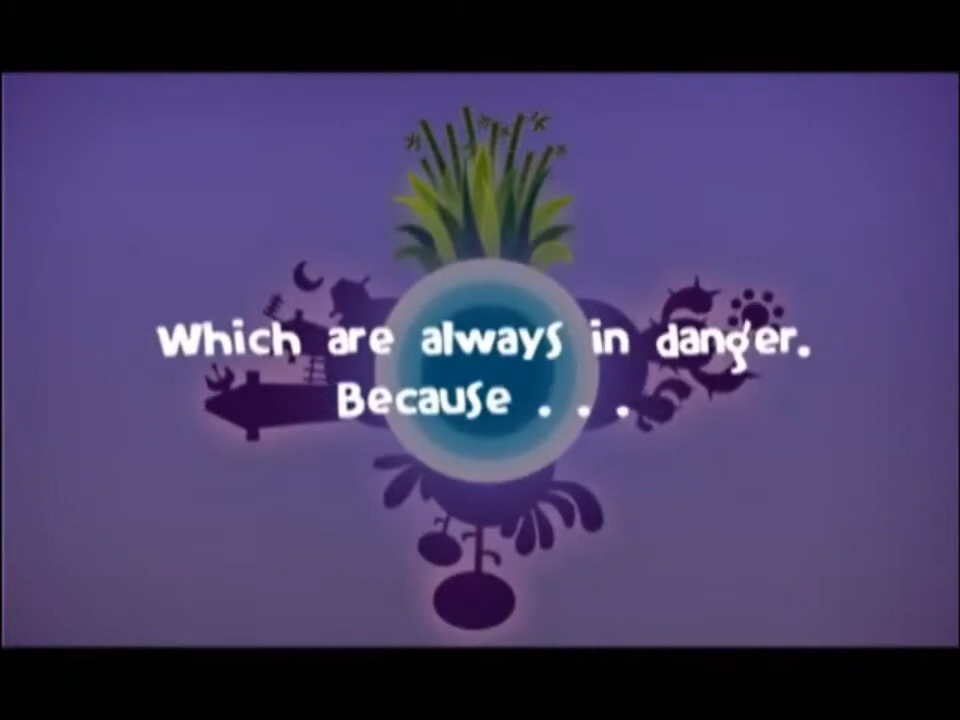 Which are always in danger.
Because . . .